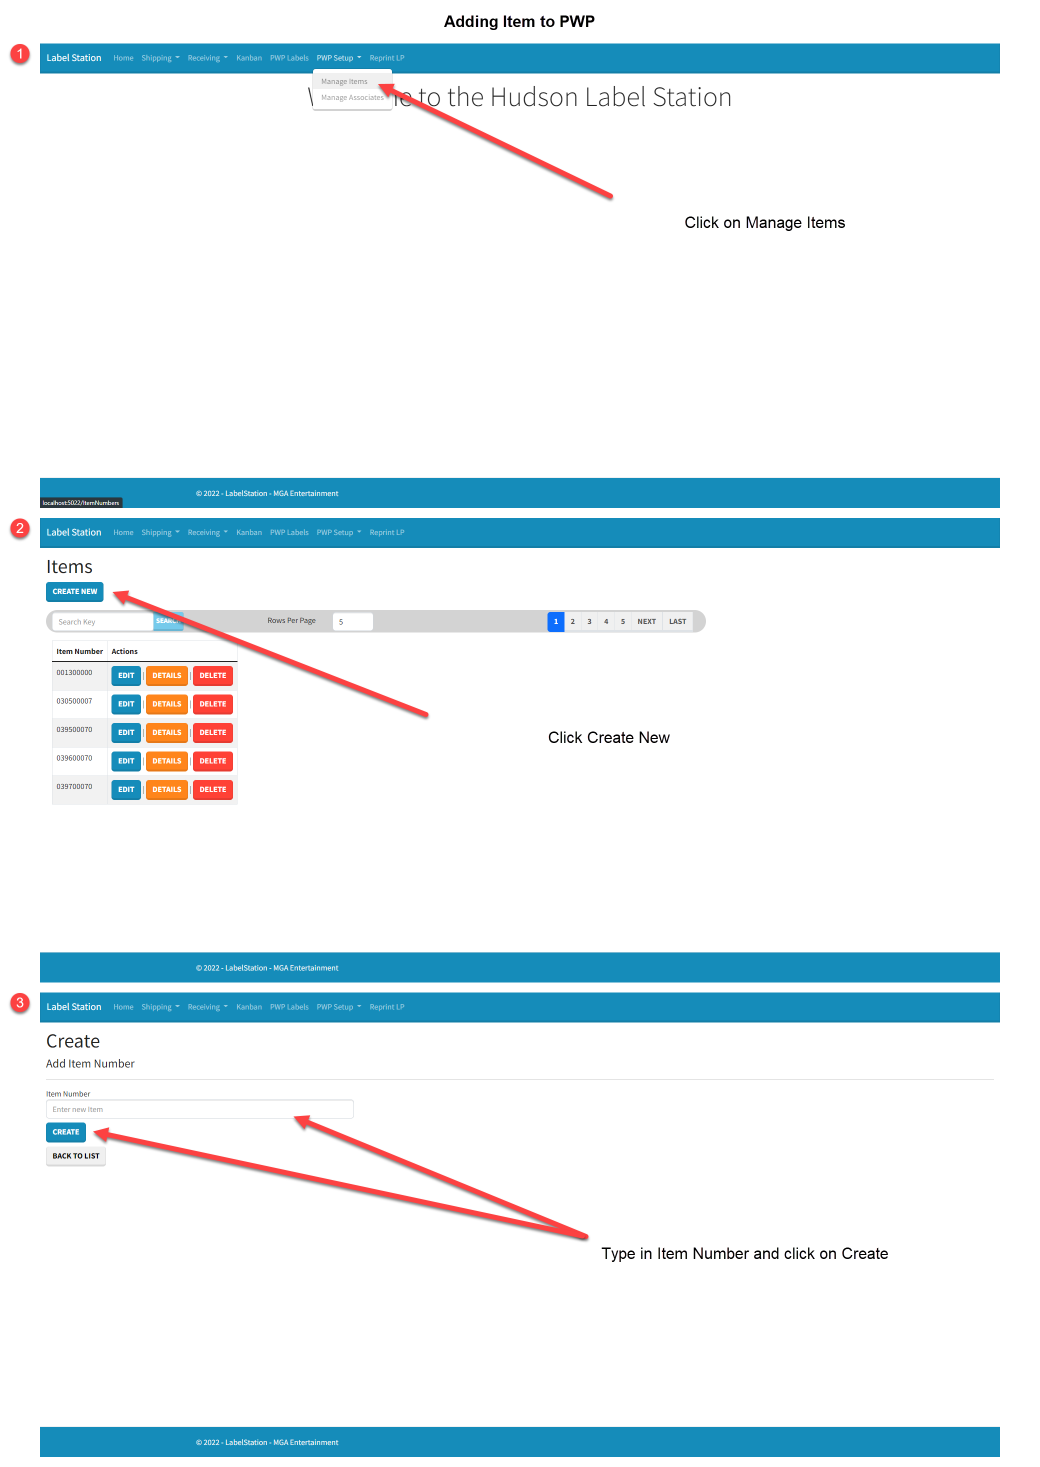 Adding Item to PWP
1
Label Station Home Shipping Receiving Kanban PWP Labels PWP Setup Reprint LP
Manage Items
Manage Associates
to the Hudson Label Station
Click on Manage Items
© 2022 - LabelStation - MGA Entertainment
localhost:5022/ItemNumbers
2
Label Station Home Shipping Receiving Kanban PWP Labels PWP Setup Reprint LP
Items
CREATE NEW
Search Key SEARCH Rows Per Page 5 1 2 3 4 5 NEXT LAST
Item Number Actions
001300000 EDIT | DETAILS | DELETE
030500007 EDIT | DETAILS | DELETE
039500070 EDIT | DETAILS | DELETE
039600070 EDIT | DETAILS | DELETE
039700070 EDIT | DETAILS | DELETE
Click Create New
© 2022 - LabelStation - MGA Entertainment
3
Label Station Home Shipping Receiving Kanban PWP Labels PWP Setup Reprint LP
Create
Add Item Number
Item Number
Enter new Item
CREATE
BACK TO LIST
Type in Item Number and click on Create
© 2022 - LabelStation - MGA Entertainment